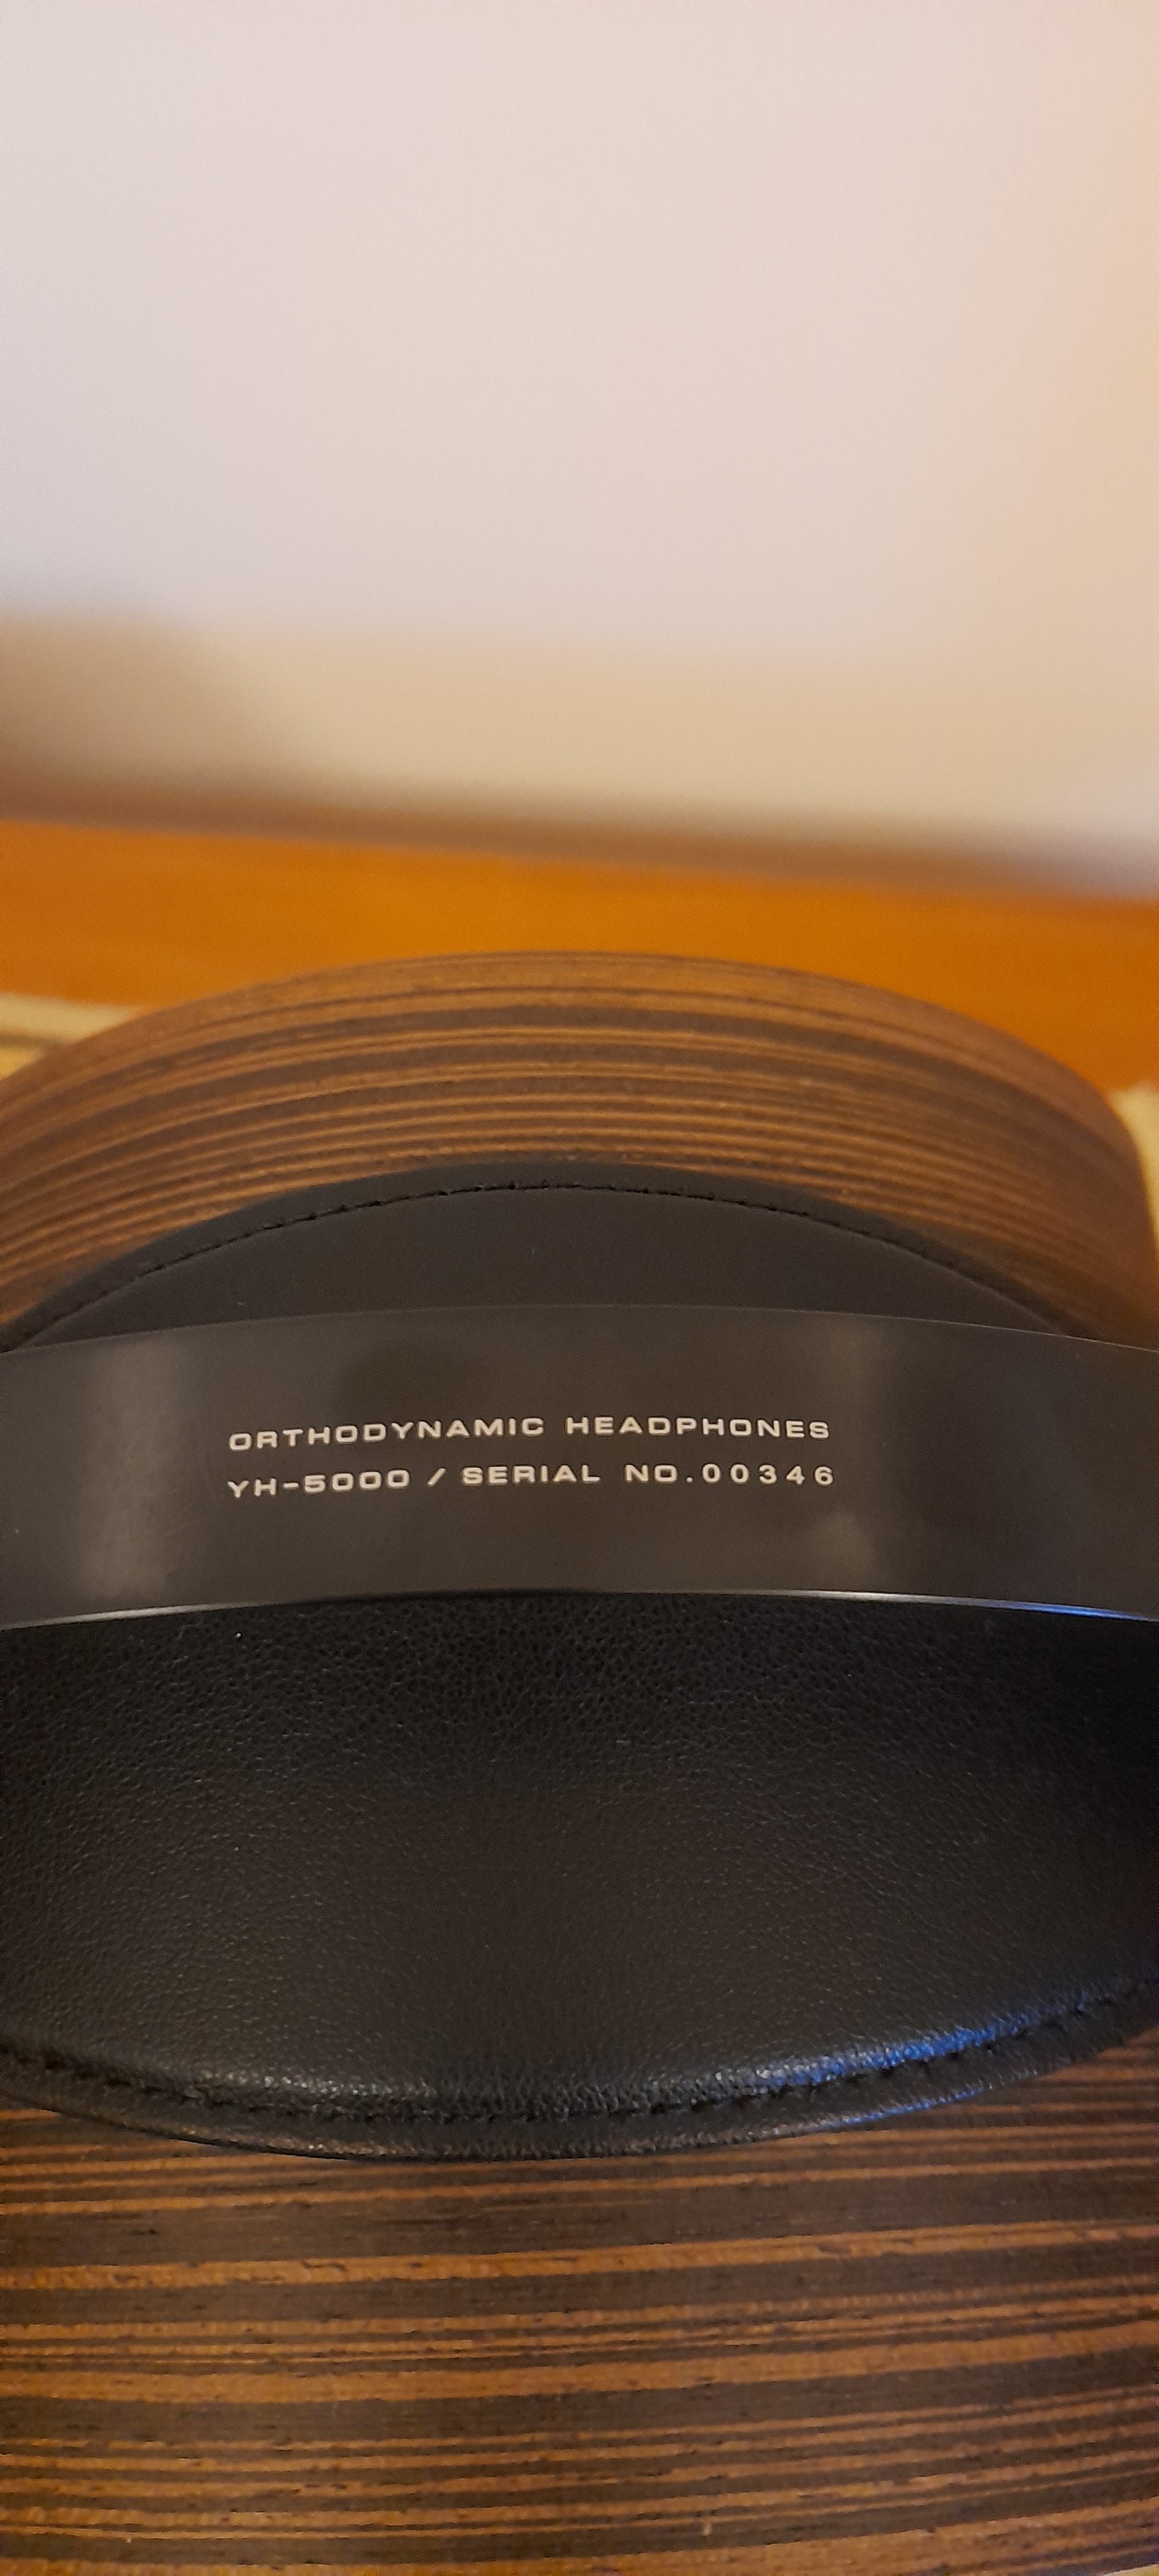 ORTHODYNAMIC HEADPHONES
YH-5000 / SERIAL NO.00346